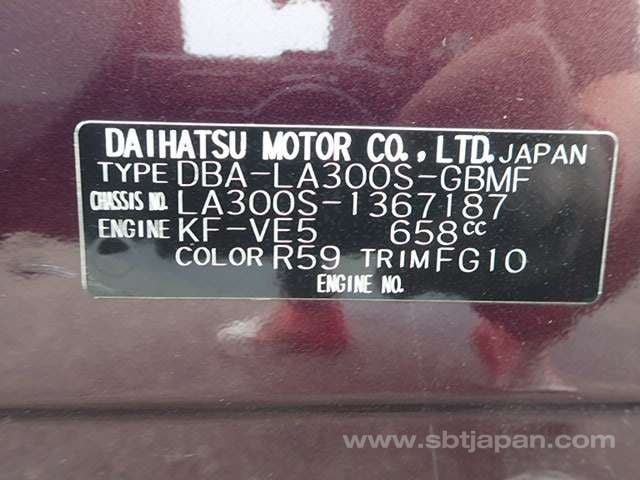 DAIHATSU MOTOR CO., LTD. JAPAN
TYPE DBA-LA300S-GBMF
CHASSIS NO. LA300S-1367187
ENGINE KF-VE5 658cc
COLOR R59 TRIM FG10
ENGINE NO.
www.sbtjapan.com